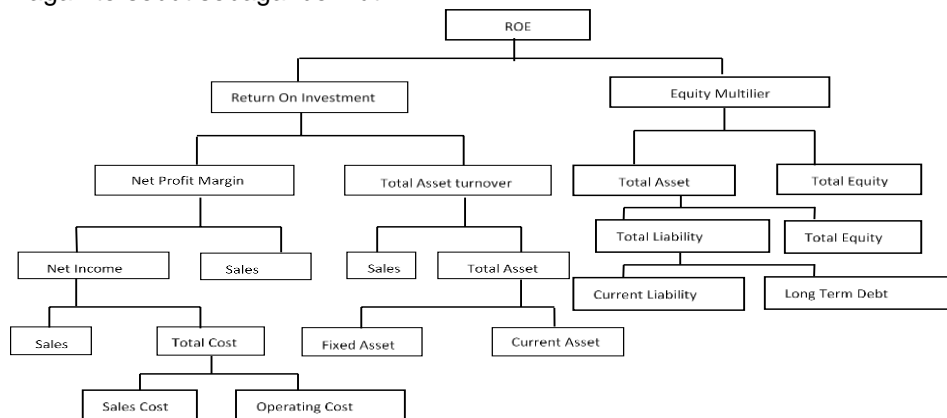 ROE
Return On Investment
Equity Multilier
Net Profit Margin
Total Asset turnover
Total Asset
Total Equity
Total Liability
Total Equity
Net Income
Sales
Sales
Total Asset
Current Liability
Long Term Debt
Sales
Total Cost
Fixed Asset
Current Asset
Sales Cost
Operating Cost